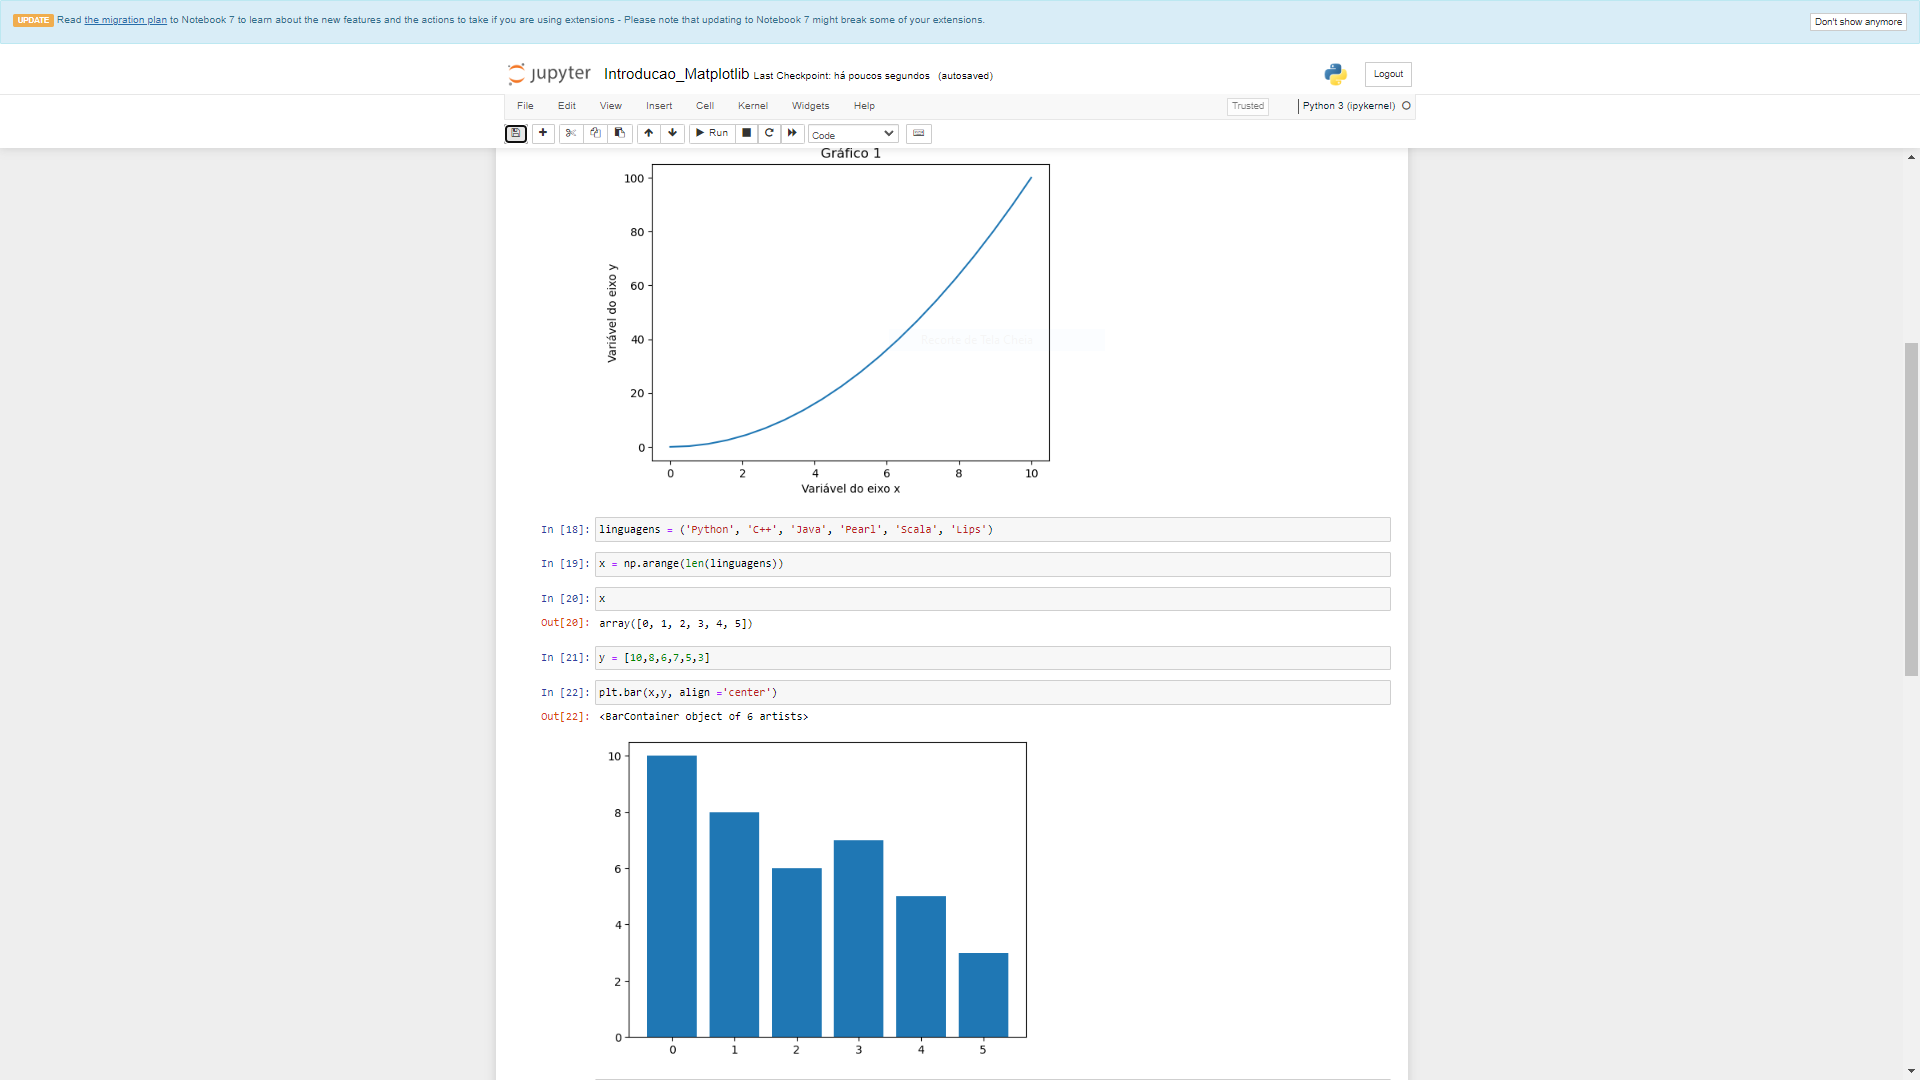 UPDATE Read the migration plan to Notebook 7 to learn about the new features and the actions to take if you are using extensions - Please note that updating to Notebook 7 might break some of your extensions.
Don't show anymore
jupyter Introducao_Matplotlib Last Checkpoint: há poucos segundos (autosaved)
Logout
File Edit View Insert Cell Kernel Widgets Help
Trusted
Python 3 (ipykernel)
Run
Code
Gráfico 1
100
80
60
40
20
0
Variável do eixo y
Recorte de Tela Cheia
0 2 4 6 8 10
Variável do eixo x
In [18]: linguagens = ('Python', 'C++', 'Java', 'Pearl', 'Scala', 'Lips')
In [19]: x = np.arange(len(linguagens))
In [20]: x
Out[20]: array([0, 1, 2, 3, 4, 5])
In [21]: y = [10,8,6,7,5,3]
In [22]: plt.bar(x,y, align ='center')
Out[22]: <BarContainer object of 6 artists>
10
8
6
4
2
0
0 1 2 3 4 5